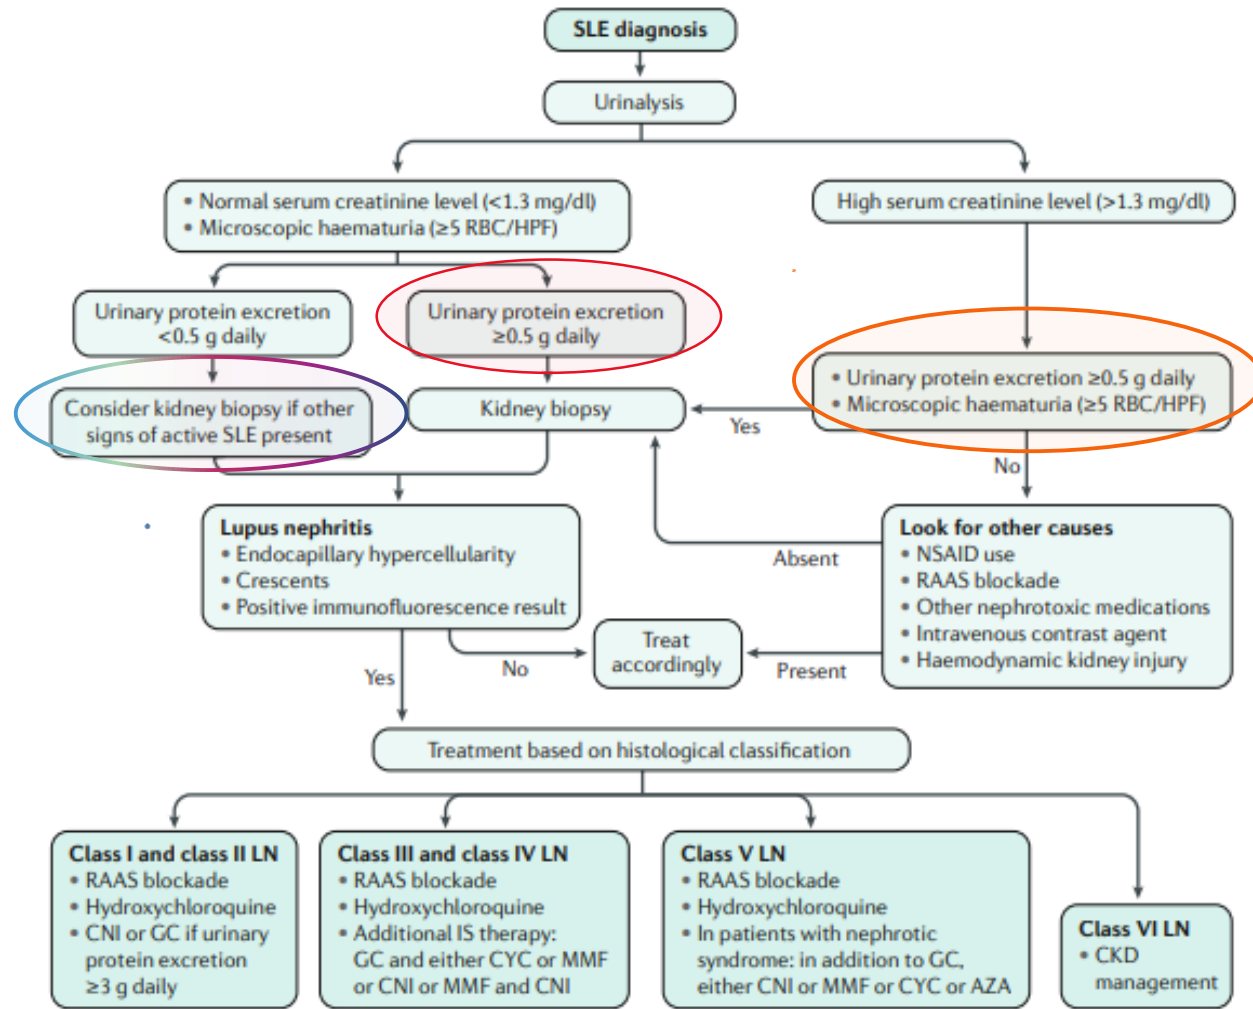 SLE diagnosis
Urinalysis
• Normal serum creatinine level (<1.3 mg/dl)
• Microscopic haematuria (≥5 RBC/HPF)
High serum creatinine level (>1.3 mg/dl)
Urinary protein excretion
<0.5 g daily
Urinary protein excretion
≥0.5 g daily
• Urinary protein excretion ≥0.5 g daily
• Microscopic haematuria (≥5 RBC/HPF)
Consider kidney biopsy if other
signs of active SLE present
Kidney biopsy
Yes
No
Lupus nephritis
• Endocapillary hypercellularity
• Crescents
• Positive immunofluorescence result
Look for other causes
• NSAID use
• RAAS blockade
• Other nephrotoxic medications
• Intravenous contrast agent
• Haemodynamic kidney injury
Absent
Treat
accordingly
Present
No
Yes
Treatment based on histological classification
Class I and class II LN
• RAAS blockade
• Hydroxychloroquine
• CNI or GC if urinary
protein excretion
≥3 g daily
Class III and class IV LN
• RAAS blockade
• Hydroxychloroquine
• Additional IS therapy:
GC and either CYC or MMF
or CNI or MMF and CNI
Class V LN
• RAAS blockade
• Hydroxychloroquine
• In patients with nephrotic
syndrome: in addition to GC,
either CNI or MMF or CYC or AZA
Class VI LN
• CKD
management